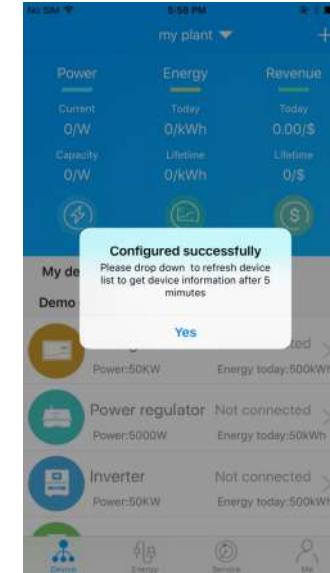 No SIM 5:58 PM
my plant
+
Power Energy Revenue
Current Today Today
0/W 0/kWh 0.00/$
Capacity Lifetime Lifetime
0/W 0/kWh 0/$
Configured successfully
Please drop down to refresh device
list to get device information after 5
mimutes
Yes
My de
Demo
Power:50KW Energy today:500kWh
Power regulator Not connected
Power:5000W Energy today:50kWh
Inverter Not connected
Power:50KW Energy today:500kWh
Device Energy Service Me